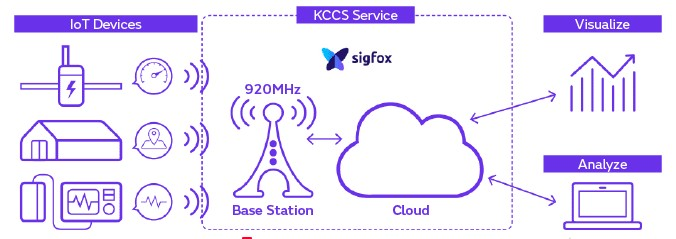 IoT Devices
KCCS Service
Visualize
sigfox
920MHz
Analyze
Base Station
Cloud